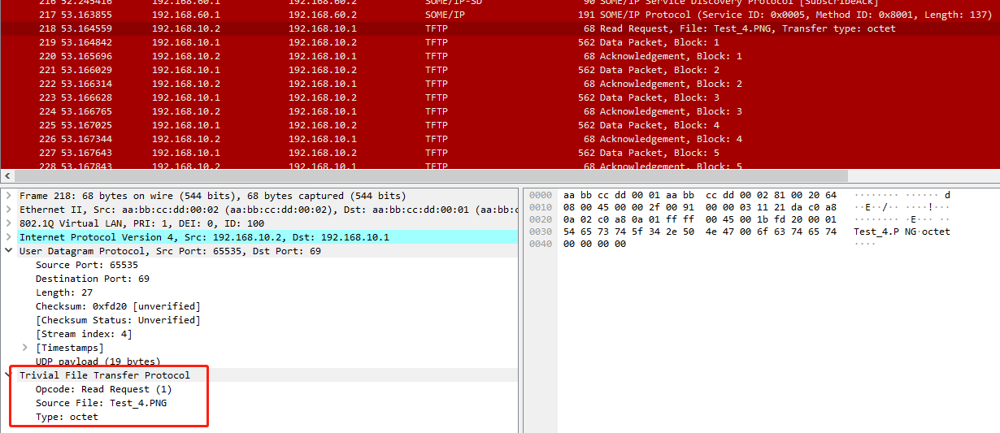 216 52.245416 192.168.60.1 192.168.60.2 SOME/IP-SD 90 SOME/IP Service Discovery Protocol [SubscribeAck]
217 53.163855 192.168.60.1 192.168.60.2 SOME/IP 191 SOME/IP Protocol (Service ID: 0x0005, Method ID: 0x8001, Length: 137)
218 53.164559 192.168.10.2 192.168.10.1 TFTP 68 Read Request, File: Test_4.PNG, Transfer type: octet
219 53.164842 192.168.10.1 192.168.10.2 TFTP 562 Data Packet, Block: 1
220 53.165696 192.168.10.2 192.168.10.1 TFTP 68 Acknowledgement, Block: 1
221 53.166029 192.168.10.1 192.168.10.2 TFTP 562 Data Packet, Block: 2
222 53.166314 192.168.10.2 192.168.10.1 TFTP 68 Acknowledgement, Block: 2
223 53.166628 192.168.10.1 192.168.10.2 TFTP 562 Data Packet, Block: 3
224 53.166765 192.168.10.2 192.168.10.1 TFTP 68 Acknowledgement, Block: 3
225 53.167025 192.168.10.1 192.168.10.2 TFTP 562 Data Packet, Block: 4
226 53.167344 192.168.10.2 192.168.10.1 TFTP 68 Acknowledgement, Block: 4
227 53.167643 192.168.10.1 192.168.10.2 TFTP 562 Data Packet, Block: 5
228 53.167843 192.168.10.2 192.168.10.1 TFTP 68 Acknowledgement, Block: 5
Frame 218: 68 bytes on wire (544 bits), 68 bytes captured (544 bits)
Ethernet II, Src: aa:bb:cc:dd:00:02 (aa:bb:cc:dd:00:02), Dst: aa:bb:cc:dd:00:01 (aa:bb:c
802.1Q Virtual LAN, PRI: 1, DEI: 0, ID: 100
Internet Protocol Version 4, Src: 192.168.10.2, Dst: 192.168.10.1
User Datagram Protocol, Src Port: 65535, Dst Port: 69
Source Port: 65535
Destination Port: 69
Length: 27
Checksum: 0xfd20 [unverified]
[Checksum Status: Unverified]
[Stream index: 4]
[Timestamps]
UDP payload (19 bytes)
Trivial File Transfer Protocol
Opcode: Read Request (1)
Source File: Test_4.PNG
Type: octet
0000 aa bb cc dd 00 01 aa bb cc dd 00 02 81 00 20 64 ········ ······ d
0010 08 00 45 00 00 2f 00 91 00 00 03 11 21 da c0 a8 ··E··/·· ····!···
0020 0a 02 c0 a8 0a 01 ff ff 00 45 00 1b fd 20 00 01 ········ ·E··· ··
0030 54 65 73 74 5f 34 2e 50 4e 47 00 6f 63 74 65 74 Test_4.P NG·octet
0040 00 00 00 00 ····